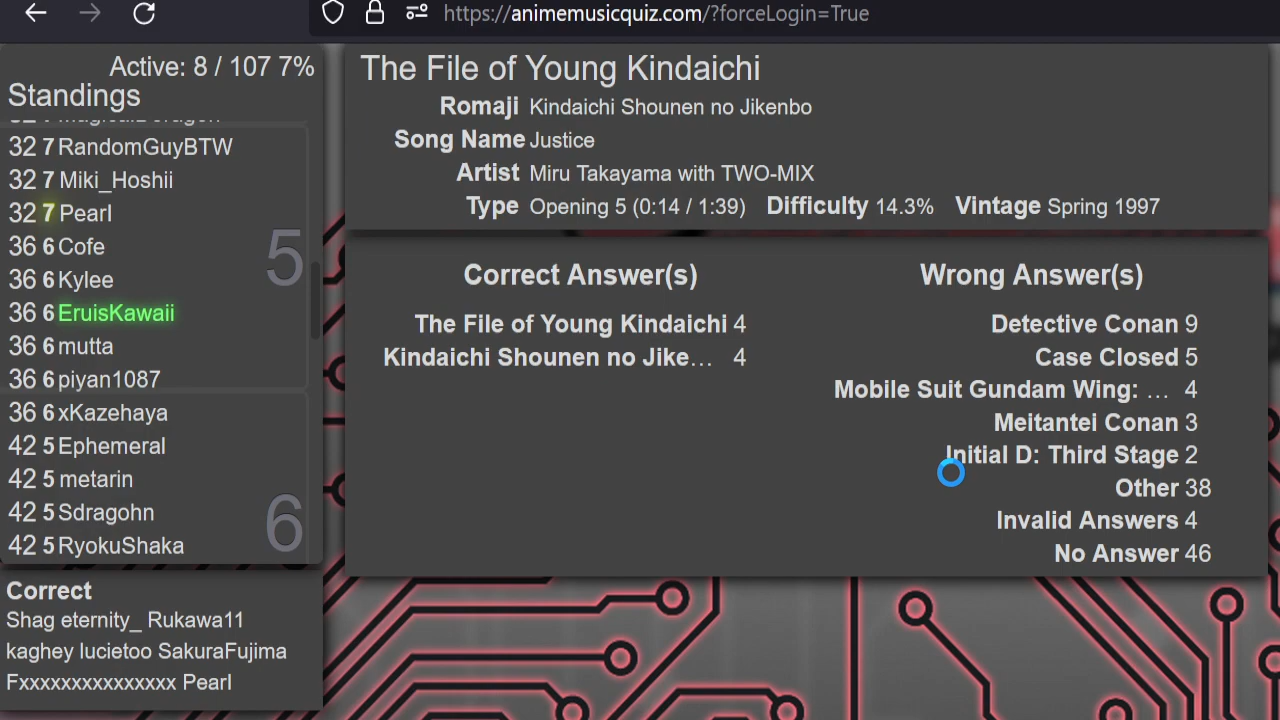 https://animemusicquiz.com/?forceLogin=True
Active: 8 / 107 7%
Standings
32 7 RandomGuyBTW
32 7 Miki_Hoshii
32 7 Pearl
36 6 Cofe
36 6 Kylee
36 6 EruisKawaii
36 6 mutta
36 6 piyan1087
5
36 6 xKazehaya
42 5 Ephemeral
42 5 metarin
42 5 Sdragohn
42 5 RyokuShaka
6
Correct
Shag eternity_ Rukawa11
kaghey lucietoo SakuraFujima
Fxxxxxxxxxxxxxxx Pearl
The File of Young Kindaichi
Romaji Kindaichi Shounen no Jikenbo
Song Name Justice
Artist Miru Takayama with TWO-MIX
Type Opening 5 (0:14 / 1:39) Difficulty 14.3% Vintage Spring 1997
Correct Answer(s)
The File of Young Kindaichi 4
Kindaichi Shounen no Jike... 4
Wrong Answer(s)
Detective Conan 9
Case Closed 5
Mobile Suit Gundam Wing: ... 4
Meitantei Conan 3
Initial D: Third Stage 2
Other 38
Invalid Answers 4
No Answer 46